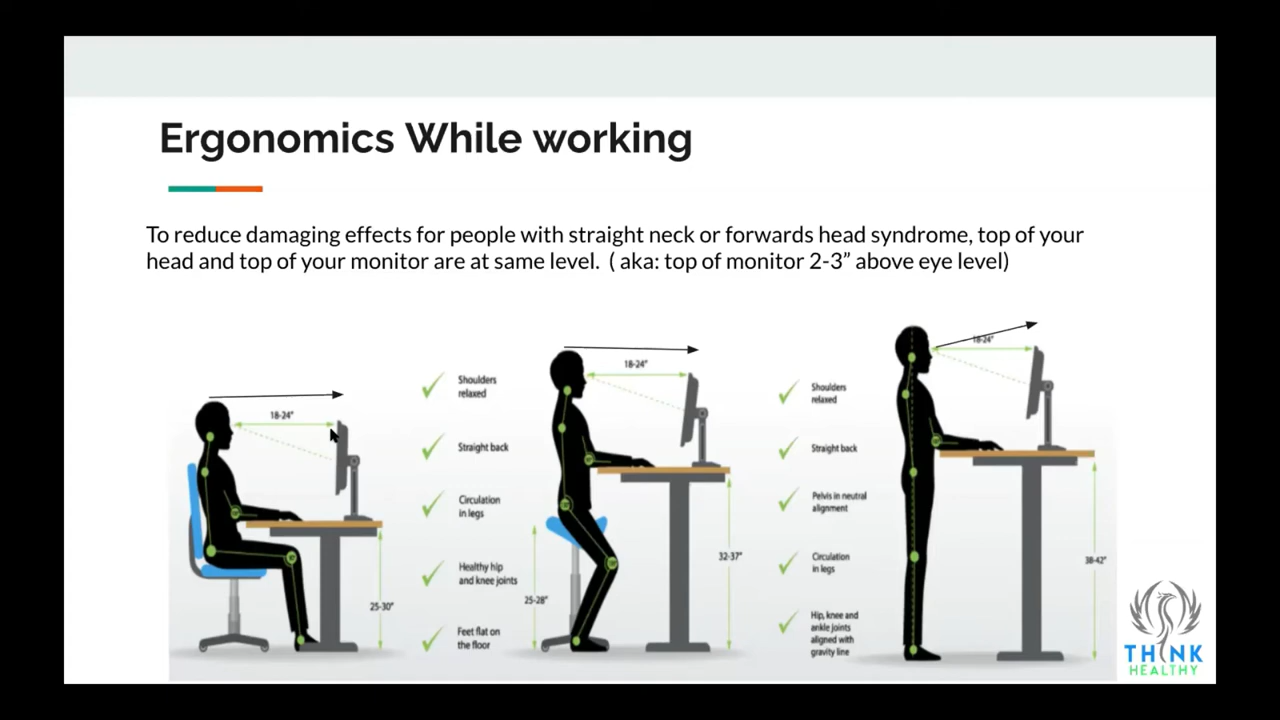 Ergonomics While working
To reduce damaging effects for people with straight neck or forwards head syndrome, top of your
head and top of your monitor are at same level.  ( aka: top of monitor 2-3” above eye level)
18-24"
25-30"
Shoulders
relaxed
Straight back
Circulation
in legs
Healthy hip
and knee joints
Feet flat on
the floor
18-24"
25-28"
32-37"
Shoulders
relaxed
Straight back
Pelvis in neutral
alignment
Circulation
in legs
Hip, knee and
ankle joints
aligned with
gravity line
18-24"
38-42"
THINK
HEALTHY